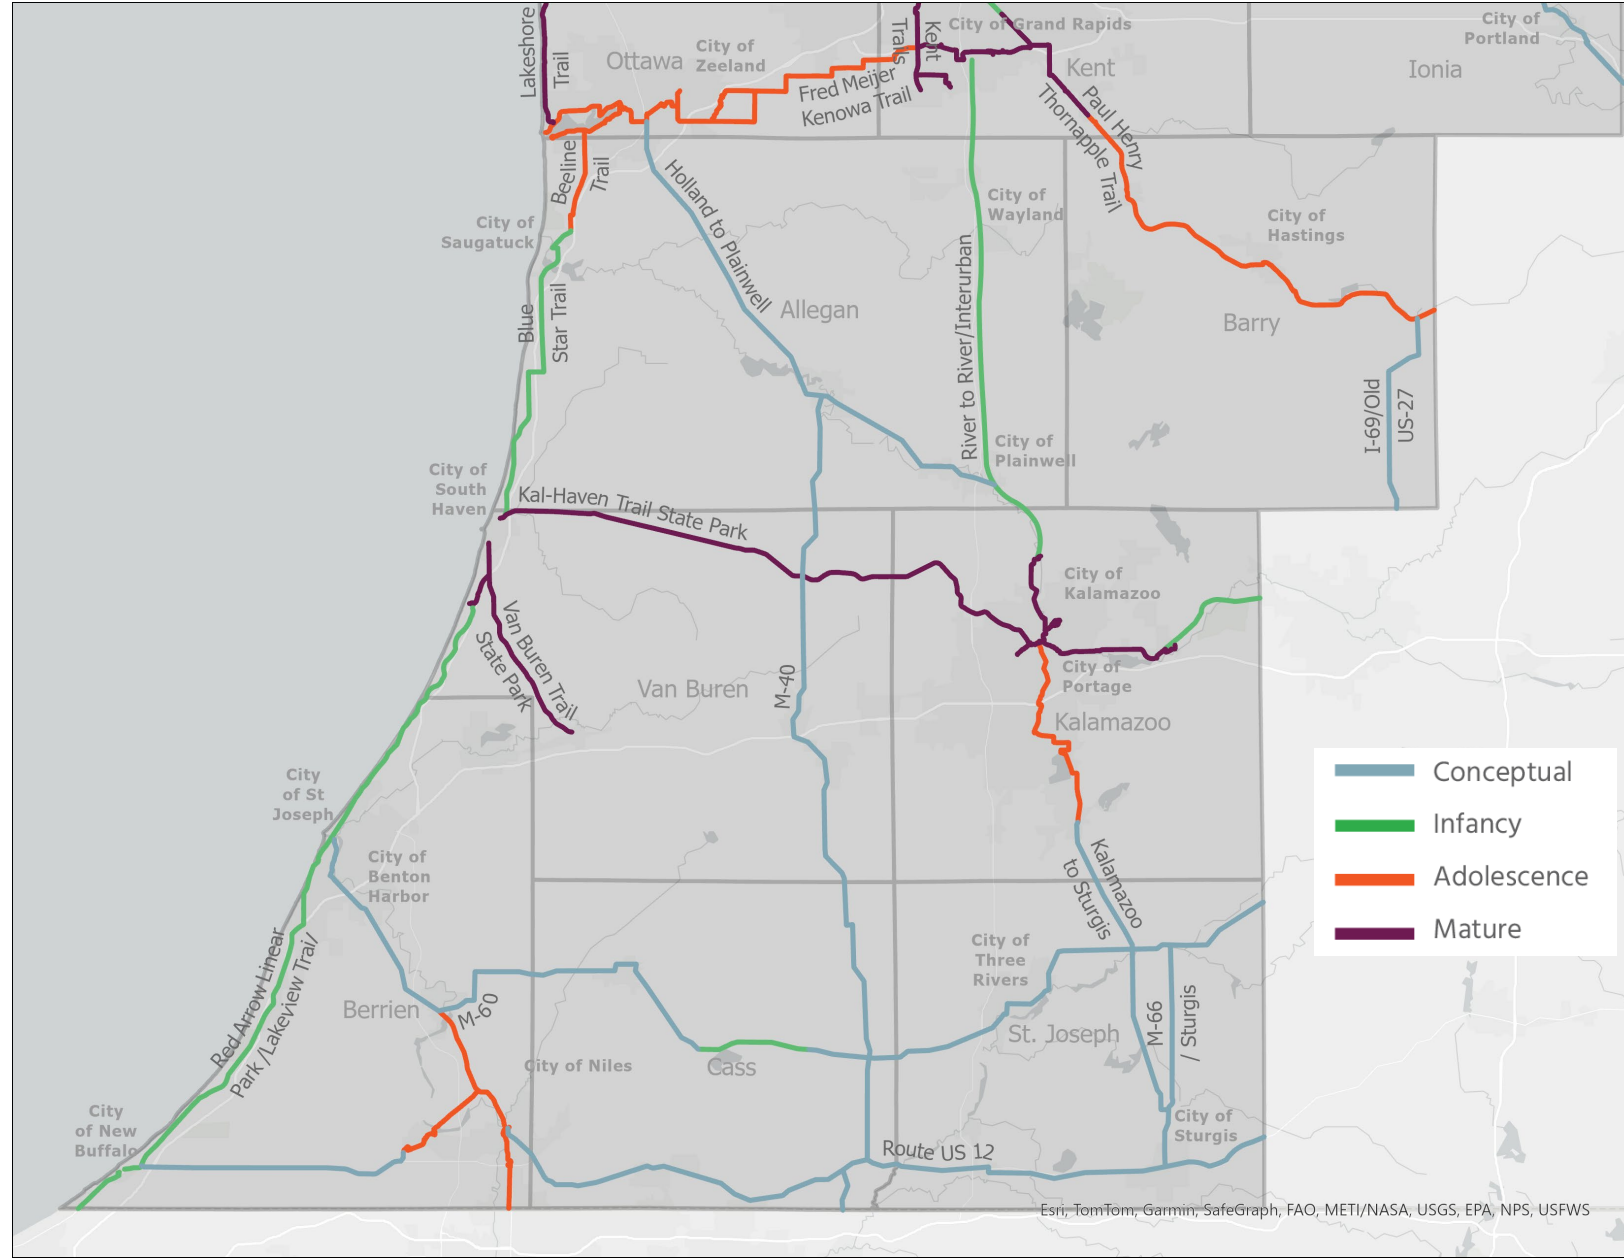 Lakeshore
Trail
Ottawa
City of
Zeeland
Trails
Kent
City of Grand Rapids
Kent
City of
Portland
Ionia
Fred Meijer
Kenowa Trail
Paul Henry
Thornapple Trail
Beeline
Trail
Holland to Plainwell
City of
Saugatuck
City of
Wayland
City of
Hastings
Blue
Star Trail
Allegan
River to River/Interurban
Barry
I-69/Old
US-27
City of
Plainwell
City of
South
Haven
Kal-Haven Trail State Park
City of
Kalamazoo
Van Buren Trail
State Park
Van Buren
M-40
City of
Portage
Kalamazoo
City
of St
Joseph
Conceptual
Infancy
Adolescence
Mature
City of
Benton
Harbor
Kalamazoo
to Sturgis
Red Arrow Linear
Park /Lakeview Trai/
City of
Three
Rivers
Berrien
M-60
St. Joseph
M-66
/ Sturgis
City of Niles
Cass
City
of New
Buffalo
City of
Sturgis
Route US 12
Esri, TomTom, Garmin, SafeGraph, FAO, METI/NASA, USGS, EPA, NPS, USFWS